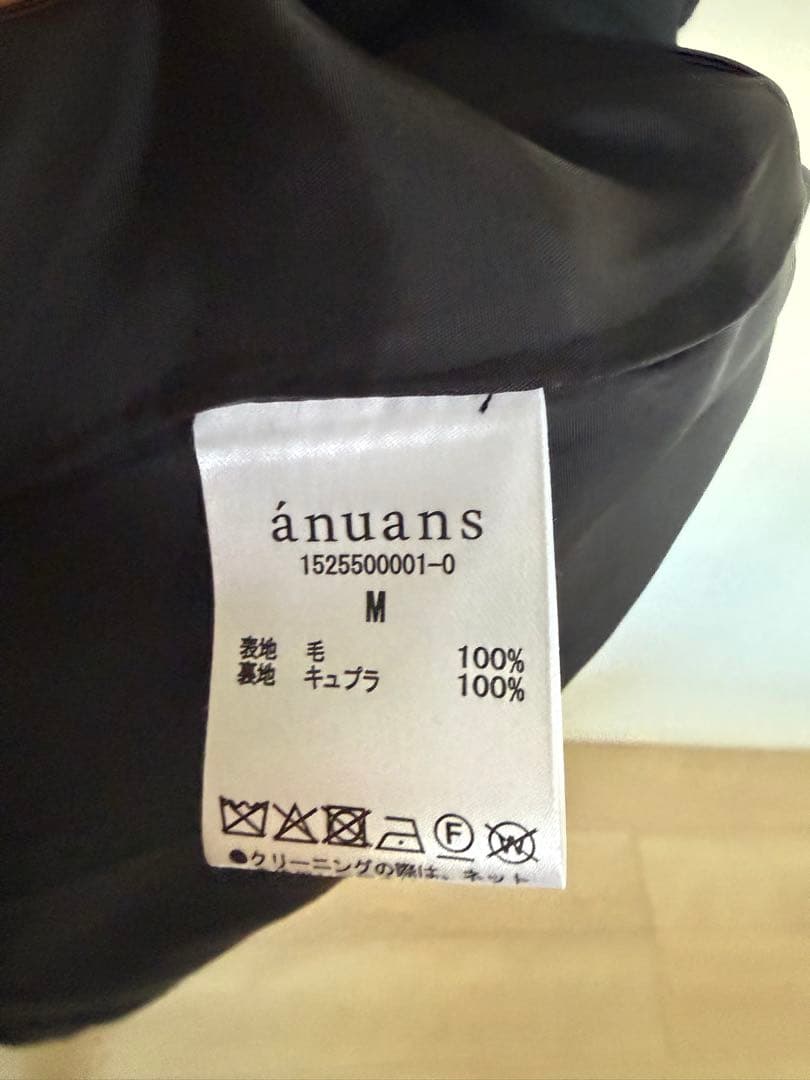 ánuans
1525500001-0
M
表地 毛 100%
裏地 キュプラ 100%
F
W
●クリーニングの際は、ネット